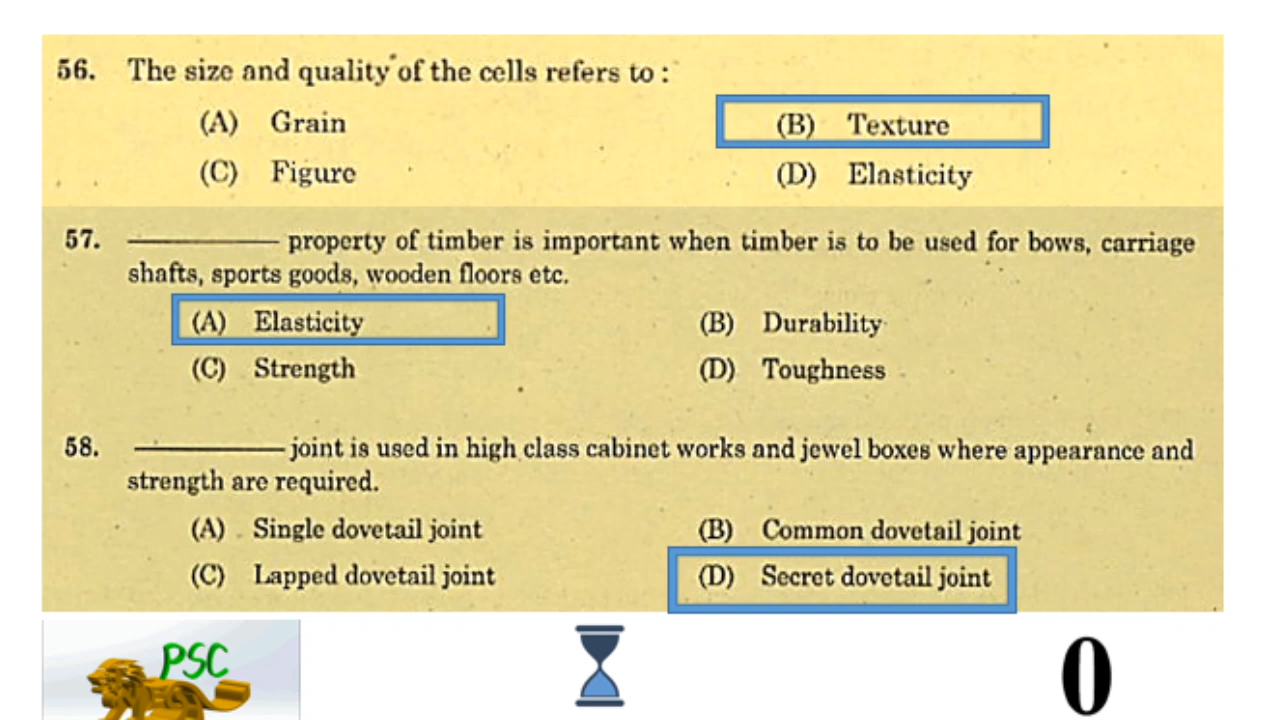 56. The size and quality of the cells refers to :
(A) Grain (B) Texture
(C) Figure (D) Elasticity
57. ____________ property of timber is important when timber is to be used for bows, carriage
shafts, sports goods, wooden floors etc.
(A) Elasticity (B) Durability
(C) Strength (D) Toughness
58. ____________ joint is used in high class cabinet works and jewel boxes where appearance and
strength are required.
(A) Single dovetail joint (B) Common dovetail joint
(C) Lapped dovetail joint (D) Secret dovetail joint
PSC
0